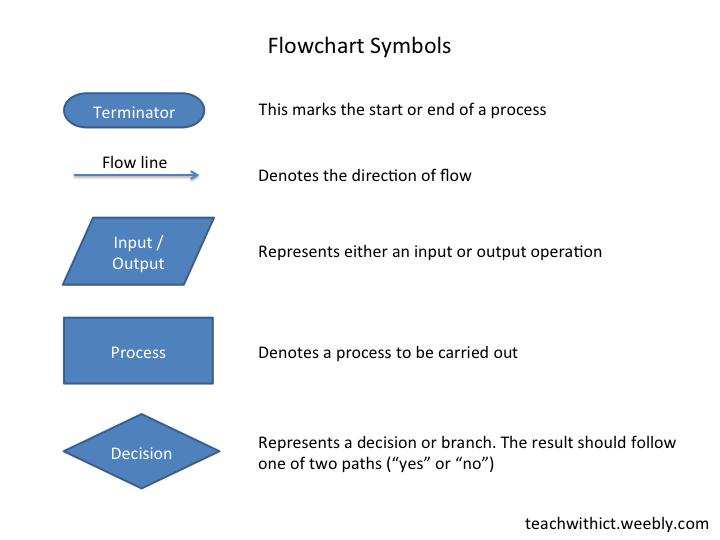 Flowchart Symbols
Terminator
This marks the start or end of a process
Flow line
Denotes the direction of flow
Input /
Output
Represents either an input or output operation
Process
Denotes a process to be carried out
Decision
Represents a decision or branch. The result should follow
one of two paths (“yes” or “no”)
teachwithict.weebly.com